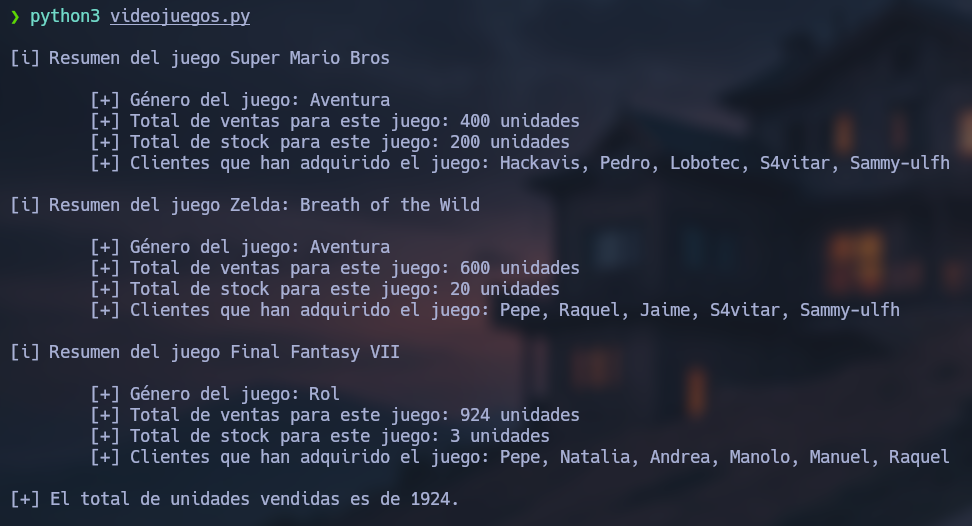 ❯ python3 videojuegos.py
[i] Resumen del juego Super Mario Bros
[+] Género del juego: Aventura
[+] Total de ventas para este juego: 400 unidades
[+] Total de stock para este juego: 200 unidades
[+] Clientes que han adquirido el juego: Hackavis, Pedro, Lobotec, S4vitar, Sammy-ulfh
[i] Resumen del juego Zelda: Breath of the Wild
[+] Género del juego: Aventura
[+] Total de ventas para este juego: 600 unidades
[+] Total de stock para este juego: 20 unidades
[+] Clientes que han adquirido el juego: Pepe, Raquel, Jaime, S4vitar, Sammy-ulfh
[i] Resumen del juego Final Fantasy VII
[+] Género del juego: Rol
[+] Total de ventas para este juego: 924 unidades
[+] Total de stock para este juego: 3 unidades
[+] Clientes que han adquirido el juego: Pepe, Natalia, Andrea, Manolo, Manuel, Raquel
[+] El total de unidades vendidas es de 1924.